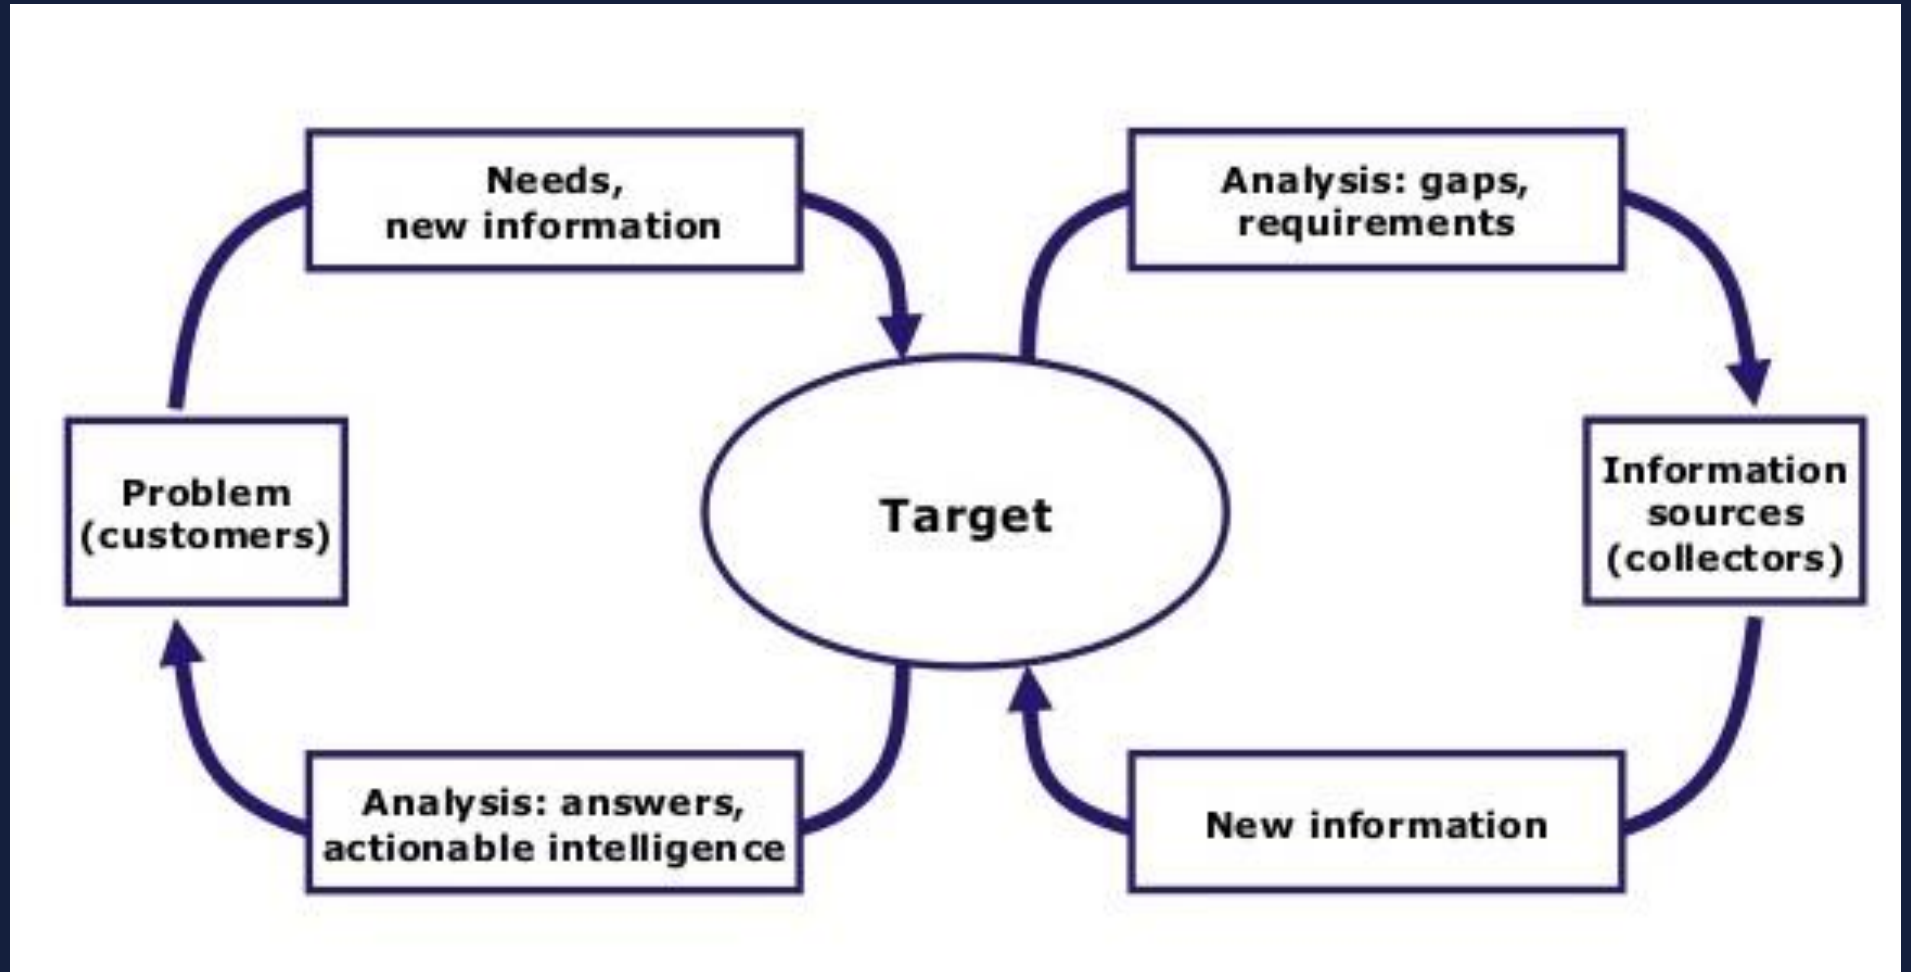 Needs,
new information
Analysis: gaps,
requirements
Problem
(customers)
Target
Information
sources
(collectors)
Analysis: answers,
actionable intelligence
New information